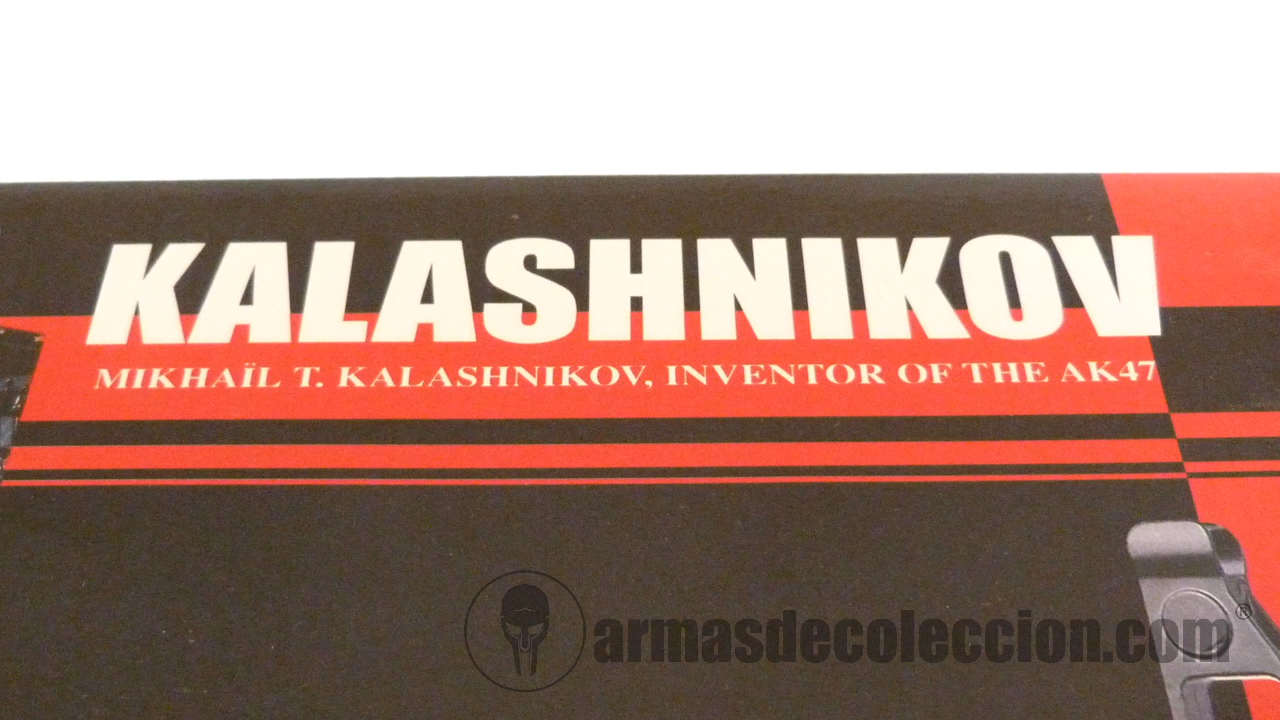 KALASHNIKOV
MIKHAÏL T. KALASHNIKOV, INVENTOR OF THE AK47
armasdecoleccion.com®